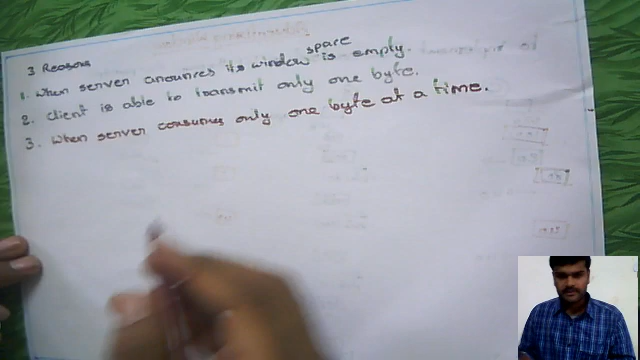 3 Reasons
1. When server anounces its window space is empty.
2. Client is able to transmit only one byte.
3. When server consumes only one byte at a time.